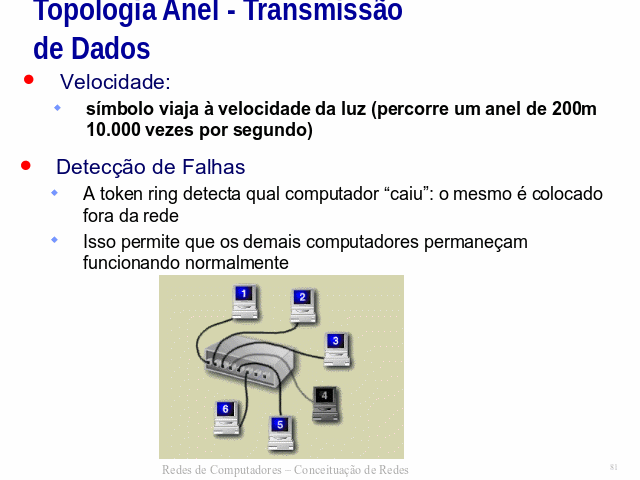 Topologia Anel - Transmissão
de Dados
Velocidade:
símbolo viaja à velocidade da luz (percorre um anel de 200m
10.000 vezes por segundo)
Detecção de Falhas
A token ring detecta qual computador “caiu”: o mesmo é colocado
fora da rede
Isso permite que os demais computadores permaneçam
funcionando normalmente
1
2
3
4
6
5
Redes de Computadores – Conceituação de Redes
81